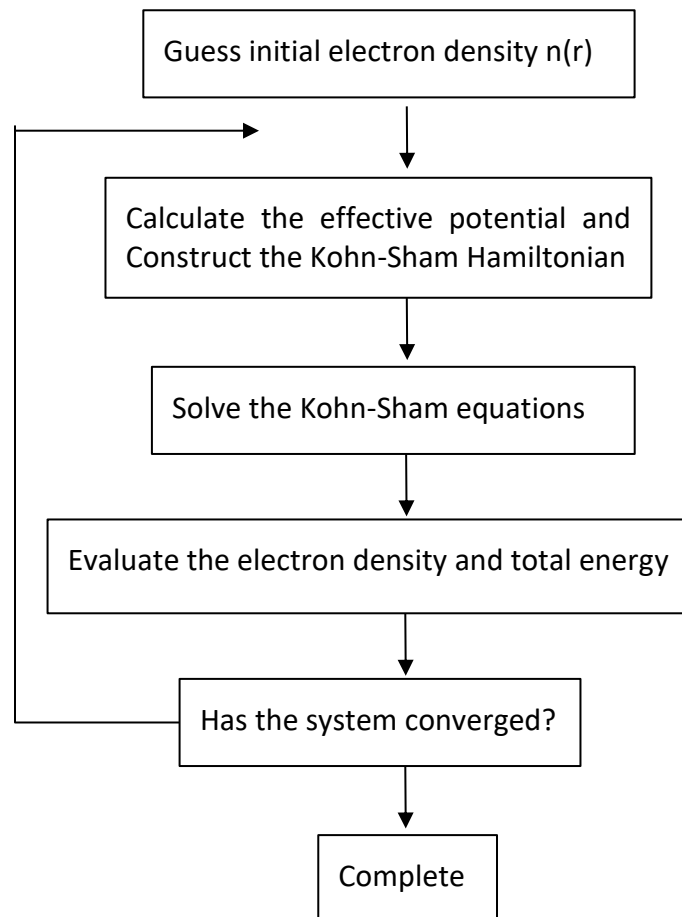 Guess initial electron density n(r)
Calculate the effective potential and
Construct the Kohn-Sham Hamiltonian
Solve the Kohn-Sham equations
Evaluate the electron density and total energy
Has the system converged?
Complete